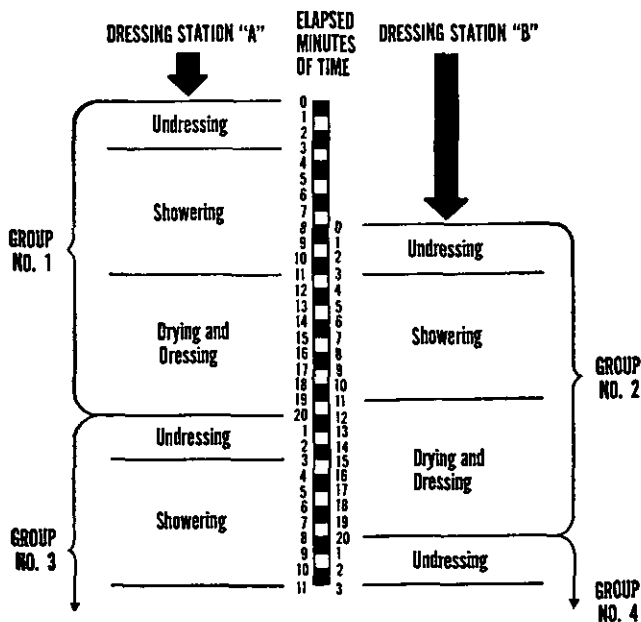 DRESSING STATION "A"
ELAPSED
MINUTES
OF TIME
DRESSING STATION "B"
GROUP
NO. 1
Undressing
Showering
Drying and
Dressing
GROUP
NO. 3
Undressing
Showering
0
1
2
3
4
5
6
7
8 0
9 1
10 2
11 3
12 4
13 5
14 6
15 7
16 8
17 9
18 10
19 11
20 12
1 13
2 14
3 15
4 16
5 17
6 18
7 19
8 20
9 1
10 2
11 3
Undressing
Showering
Drying and
Dressing
GROUP
NO. 2
Undressing
GROUP
NO. 4